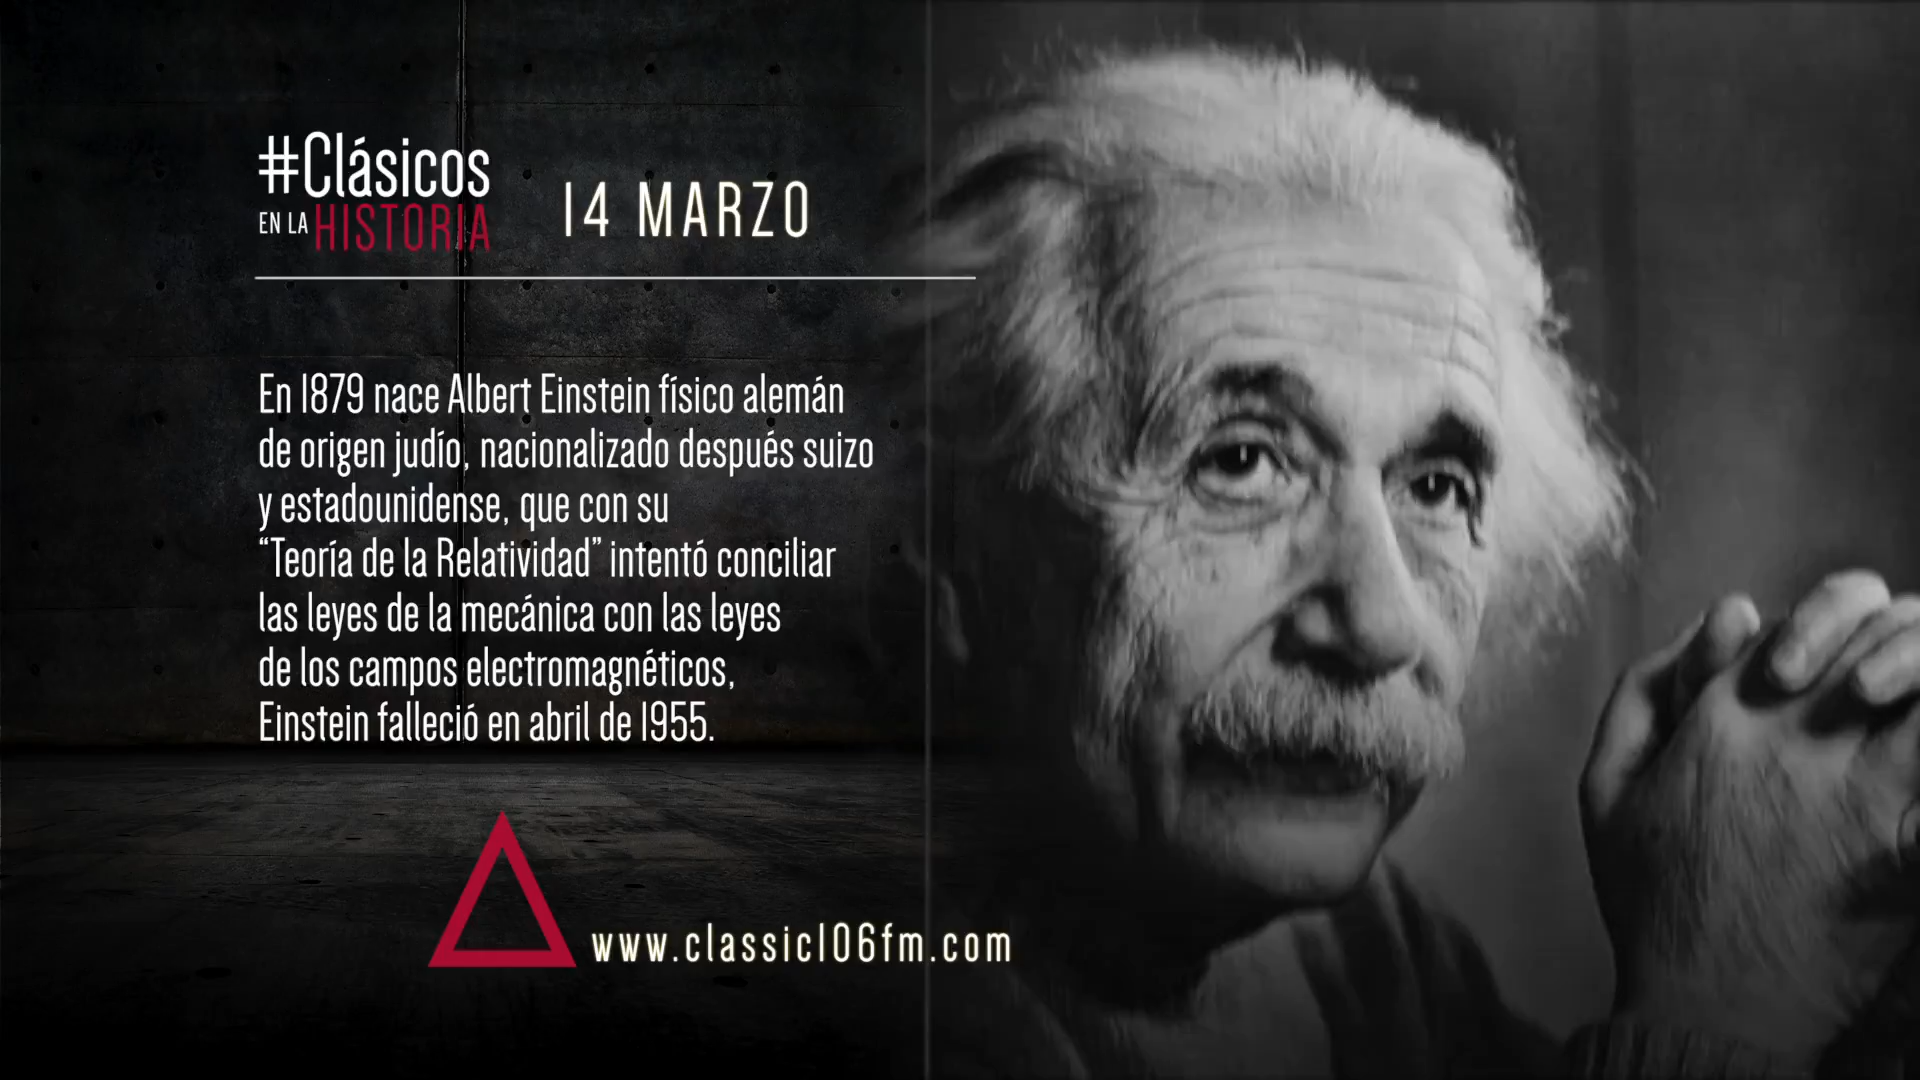 #Clásicos
EN LA HISTORIA
14 MARZO
En 1879 nace Albert Einstein físico alemán
de origen judío, nacionalizado después suizo
y estadounidense, que con su
“Teoría de la Relatividad” intentó conciliar
las leyes de la mecánica con las leyes
de los campos electromagnéticos,
Einstein falleció en abril de 1955.
www.classic106fm.com